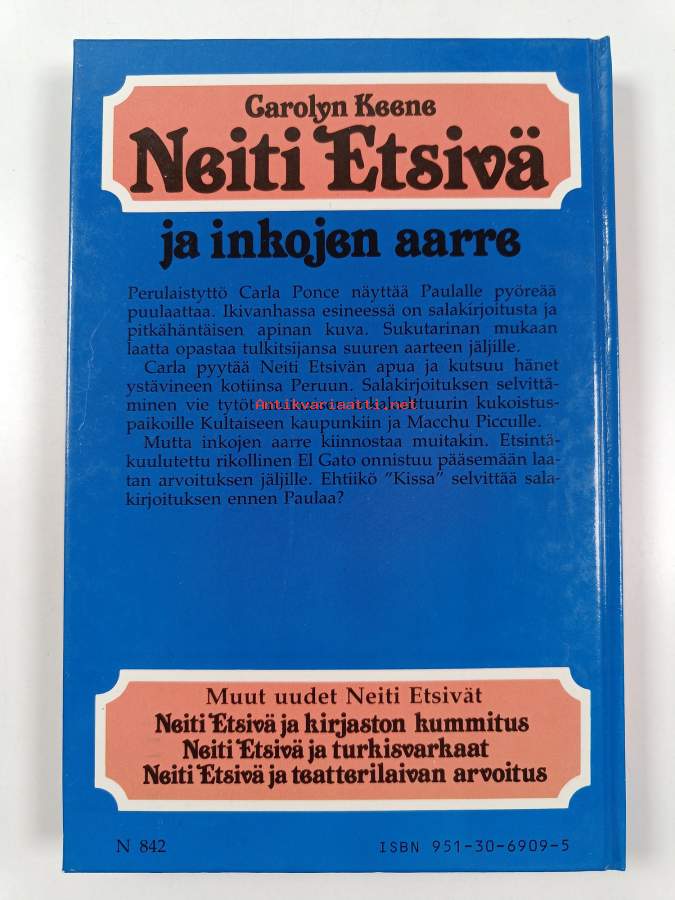 Carolyn Keene
Neiti Etsivä
ja inkojen aarre
Perulaistyttö Carla Ponce näyttää Paulalle pyöreää
puulaattaa. Ikivanhassa esineessä on salakirjoitusta ja
pitkähäntäisen apinan kuva. Sukutarinan mukaan
laatta opastaa tulkitsijansa suuren aarteen jäljille.
Carla pyytää Neiti Etsivän apua ja kutsuu hänet
ystävineen kotiinsa Peruun. Salakirjoituksen selvittä-
minen vie tytöt kukoistus-
Antikvariaatti.net
paikoille Kultaiseen kaupunkiin ja Macchu Picculle.
Mutta inkojen aarre kiinnostaa muitakin. Etsintä-
kuulutettu rikollinen El Gato onnistuu pääsemään laa-
tan arvoituksen jäljille. Ehtiikö "Kissa" selvittää sala-
kirjoituksen ennen Paulaa?
Muut uudet Neiti Etsivät
Neiti Etsivä ja kirjaston kummitus
Neiti Etsivä ja turkisvarkaat
Neiti Etsivä ja teatterilaivan arvoitus
N 842
ISBN 951-30-6909-5